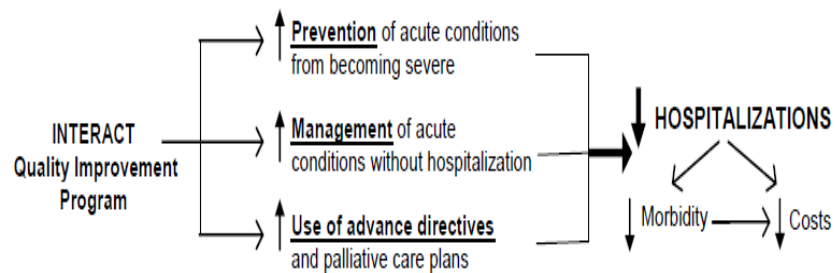 Prevention of acute conditions
from becoming severe
INTERACT
Quality Improvement
Program
Management of acute
conditions without hospitalization
Use of advance directives
and palliative care plans
HOSPITALIZATIONS
Morbidity
Costs